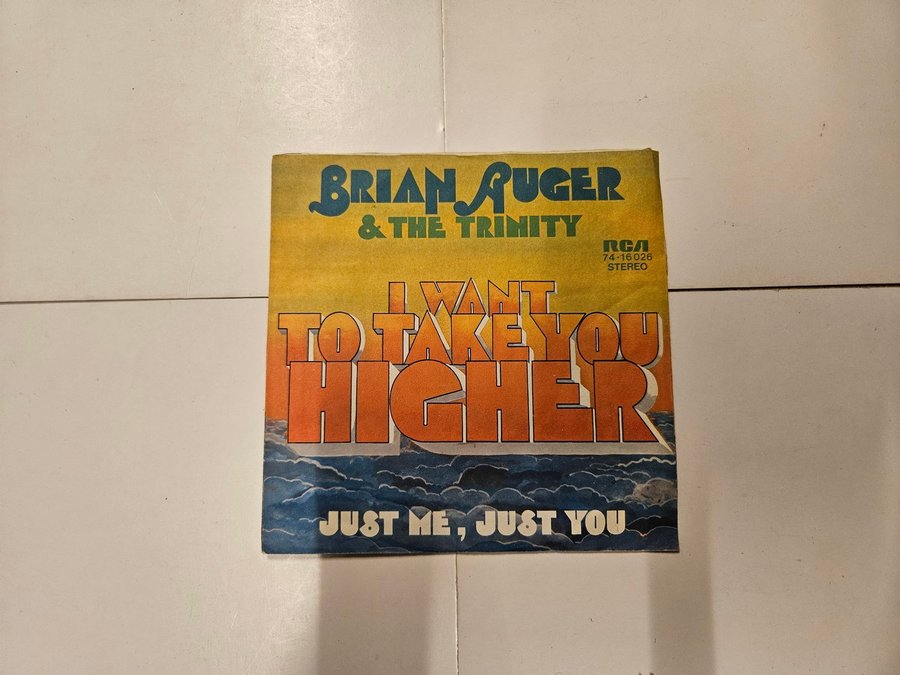 BRIAN AUGER
& THE TRINITY
RCA
74-16026
STEREO
I WANT
TO TAKE YOU
HIGHER
JUST ME, JUST YOU